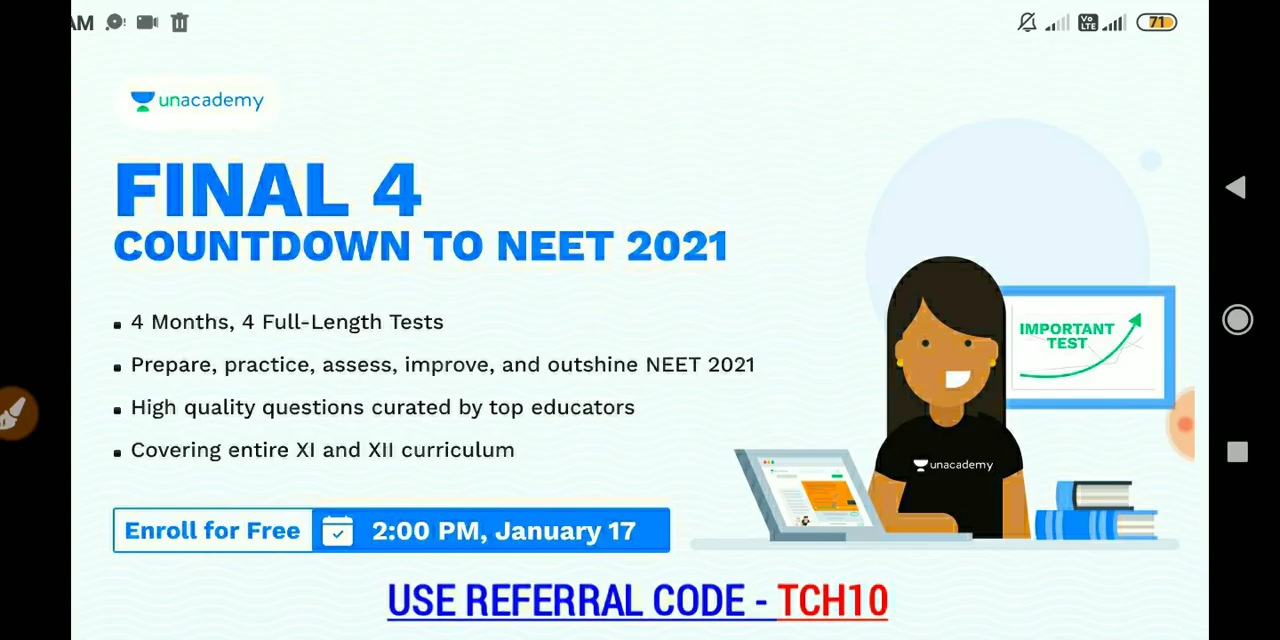 AM
71
unacademy
FINAL 4
COUNTDOWN TO NEET 2021
4 Months, 4 Full-Length Tests
Prepare, practice, assess, improve, and outshine NEET 2021
High quality questions curated by top educators
Covering entire XI and XII curriculum
IMPORTANT
TEST
unacademy
Enroll for Free 2:00 PM, January 17
USE REFERRAL CODE - TCH10